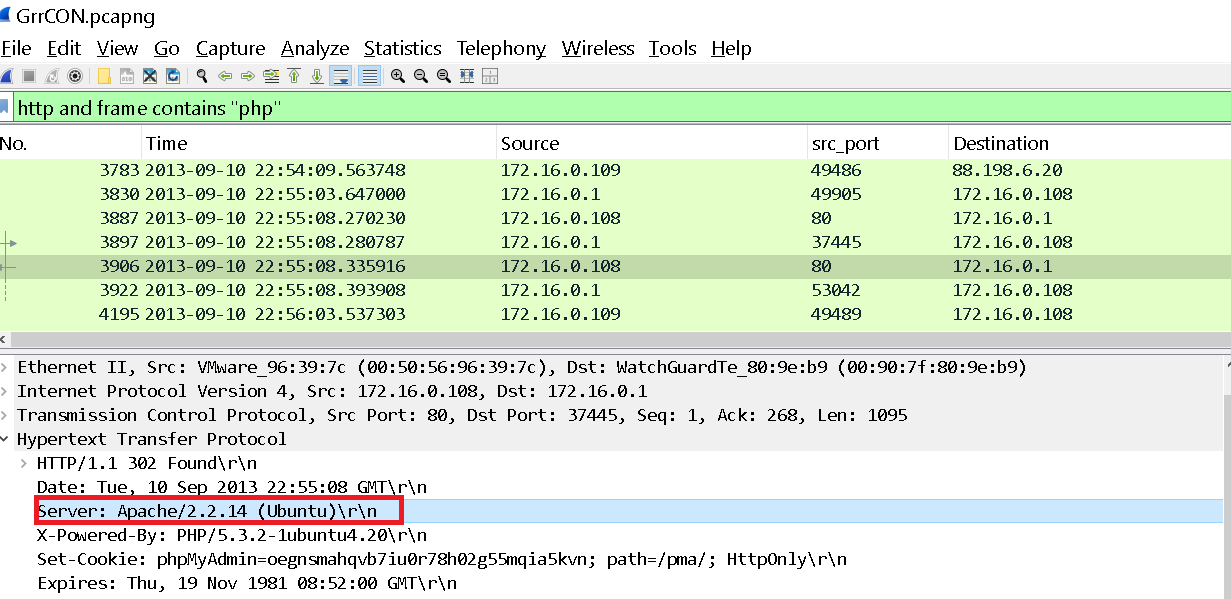 GrrCON.pcapng
File Edit View Go Capture Analyze Statistics Telephony Wireless Tools Help
http and frame contains "php"
No. Time Source src_port Destination
3783 2013-09-10 22:54:09.563748 172.16.0.109 49486 88.198.6.20
3830 2013-09-10 22:55:03.647000 172.16.0.1 49905 172.16.0.108
3887 2013-09-10 22:55:08.270230 172.16.0.108 80 172.16.0.1
3897 2013-09-10 22:55:08.280787 172.16.0.1 37445 172.16.0.108
3906 2013-09-10 22:55:08.335916 172.16.0.108 80 172.16.0.1
3922 2013-09-10 22:55:08.393908 172.16.0.1 53042 172.16.0.108
4195 2013-09-10 22:56:03.537303 172.16.0.109 49489 172.16.0.108
Ethernet II, Src: VMware_96:39:7c (00:50:56:96:39:7c), Dst: WatchGuardTe_80:9e:b9 (00:90:7f:80:9e:b9)
Internet Protocol Version 4, Src: 172.16.0.108, Dst: 172.16.0.1
Transmission Control Protocol, Src Port: 80, Dst Port: 37445, Seq: 1, Ack: 268, Len: 1095
Hypertext Transfer Protocol
HTTP/1.1 302 Found\r\n
Date: Tue, 10 Sep 2013 22:55:08 GMT\r\n
Server: Apache/2.2.14 (Ubuntu)\r\n
X-Powered-By: PHP/5.3.2-1ubuntu4.20\r\n
Set-Cookie: phpMyAdmin=oegnsmahqvb7iu0r78h02g55mqia5kvn; path=/pma/; HttpOnly\r\n
Expires: Thu, 19 Nov 1981 08:52:00 GMT\r\n